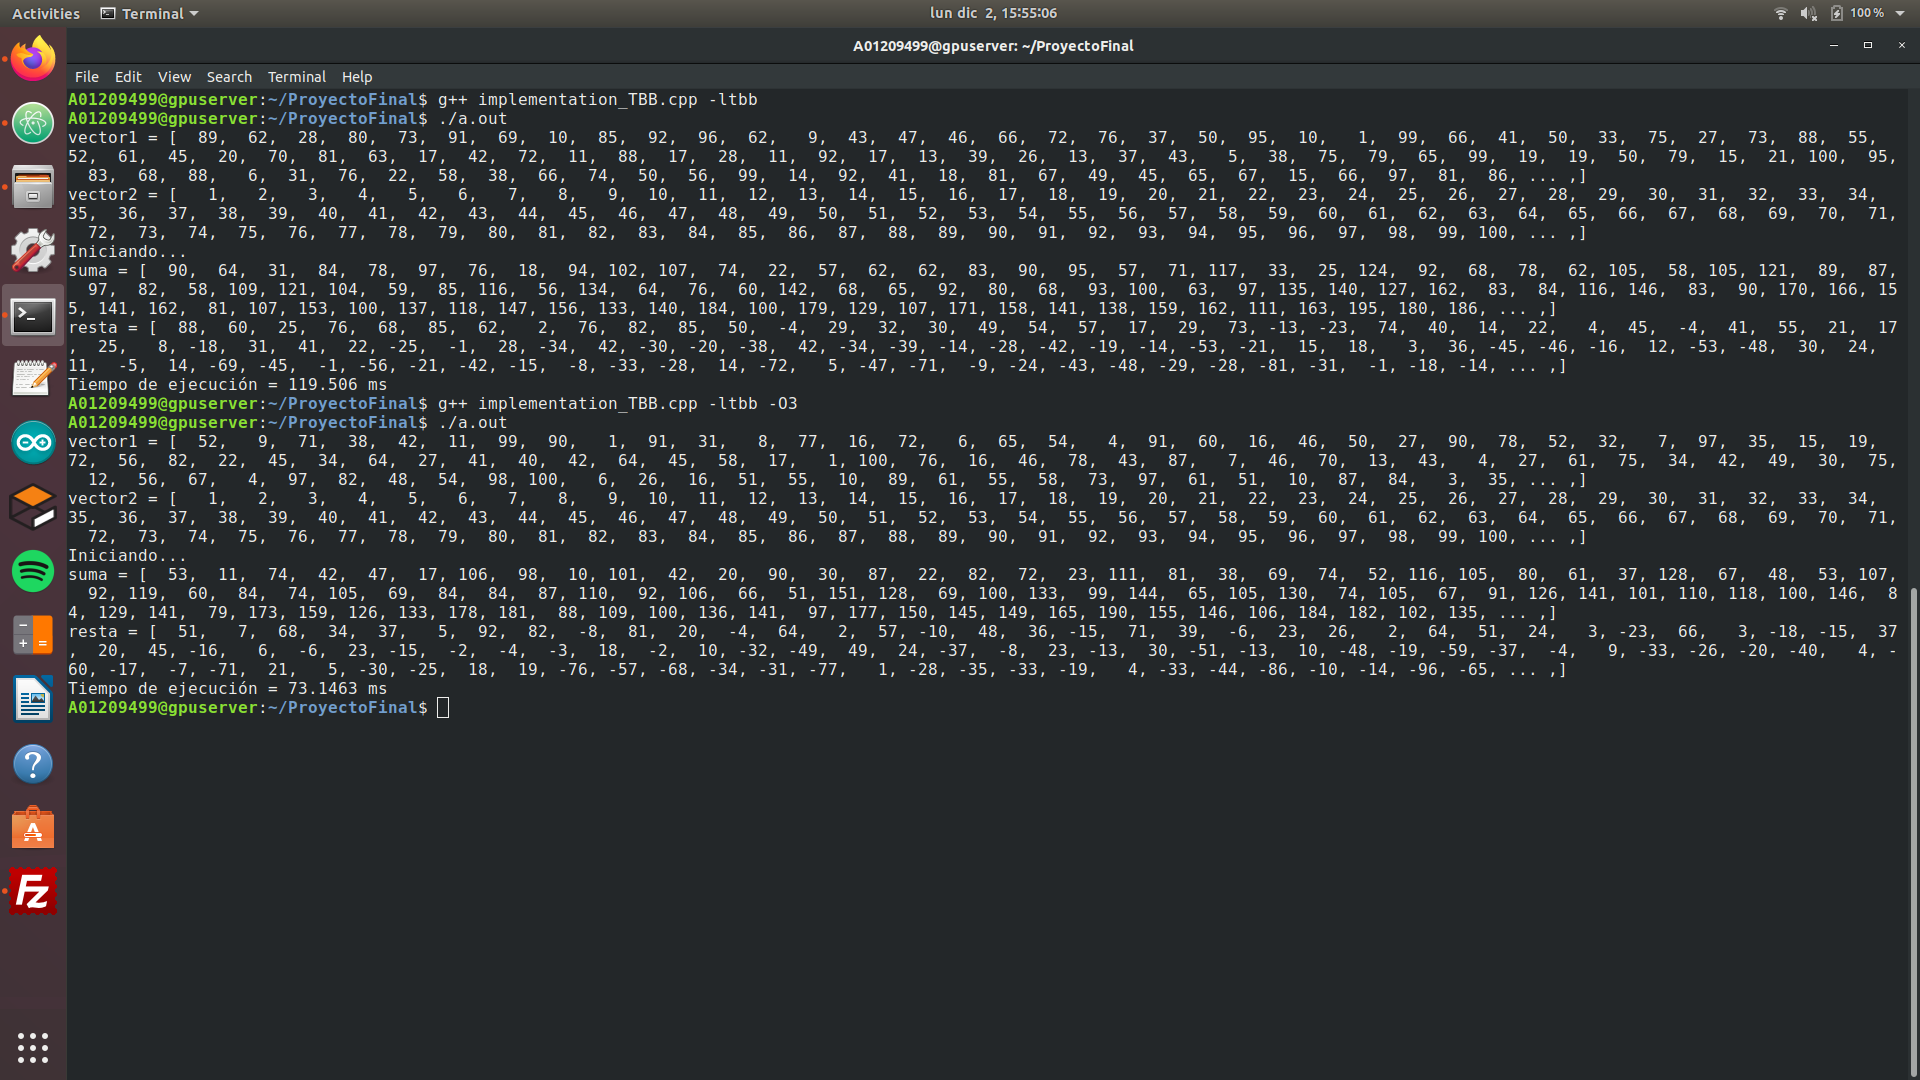 Activities
Terminal
lun dic  2, 15:55:06
100 %
A01209499@gpuserver: ~/ProyectoFinal
File Edit View Search Terminal Help
A01209499@gpuserver:~/ProyectoFinal$ g++ implementation_TBB.cpp -ltbb
A01209499@gpuserver:~/ProyectoFinal$ ./a.out
vector1 = [  89,  62,  28,  80,  73,  91,  69,  10,  85,  92,  96,  62,   9,  43,  47,  46,  66,  72,  76,  37,  50,  95,  10,   1,  99,  66,  41,  50,  33,  75,  27,  73,  88,  55,
52,  61,  45,  20,  70,  81,  63,  17,  42,  72,  11,  88,  17,  28,  11,  92,  17,  13,  39,  26,  13,  37,  43,   5,  38,  75,  79,  65,  99,  19,  19,  50,  79,  15,  21, 100,  95,
83,  68,  88,   6,  31,  76,  22,  58,  38,  66,  74,  50,  56,  99,  14,  92,  41,  18,  81,  67,  49,  45,  65,  67,  15,  66,  97,  81,  86, ... ,]
vector2 = [   1,   2,   3,   4,   5,   6,   7,   8,   9,  10,  11,  12,  13,  14,  15,  16,  17,  18,  19,  20,  21,  22,  23,  24,  25,  26,  27,  28,  29,  30,  31,  32,  33,  34,
35,  36,  37,  38,  39,  40,  41,  42,  43,  44,  45,  46,  47,  48,  49,  50,  51,  52,  53,  54,  55,  56,  57,  58,  59,  60,  61,  62,  63,  64,  65,  66,  67,  68,  69,  70,  71,
72,  73,  74,  75,  76,  77,  78,  79,  80,  81,  82,  83,  84,  85,  86,  87,  88,  89,  90,  91,  92,  93,  94,  95,  96,  97,  98,  99, 100, ... ,]
Iniciando...
suma = [  90,  64,  31,  84,  78,  97,  76,  18,  94, 102, 107,  74,  22,  57,  62,  62,  83,  90,  95,  57,  71, 117,  33,  25, 124,  92,  68,  78,  62, 105,  58, 105, 121,  89,  87,
97,  82,  58, 109, 121, 104,  59,  85, 116,  56, 134,  64,  76,  60, 142,  68,  65,  92,  80,  68,  93, 100,  63,  97, 135, 140, 127, 162,  83,  84, 116, 146,  83,  90, 170, 166, 15
5, 141, 162,  81, 107, 153, 100, 137, 118, 147, 156, 133, 140, 184, 100, 179, 129, 107, 171, 158, 141, 138, 159, 162, 111, 163, 195, 180, 186, ... ,]
resta = [  88,  60,  25,  76,  68,  85,  62,   2,  76,  82,  85,  50,  -4,  29,  32,  30,  49,  54,  57,  17,  29,  73, -13, -23,  74,  40,  14,  22,   4,  45,  -4,  41,  55,  21,  17
,  25,   8, -18,  31,  41,  22, -25,  -1,  28, -34,  42, -30, -20, -38,  42, -34, -39, -14, -28, -42, -19, -14, -53, -21,  15,  18,   3,  36, -45, -46, -16,  12, -53, -48,  30,  24,
11,  -5,  14, -69, -45,  -1, -56, -21, -42, -15,  -8, -33, -28,  14, -72,   5, -47, -71,  -9, -24, -43, -48, -29, -28, -81, -31,  -1, -18, -14, ... ,]
Tiempo de ejecución = 119.506 ms
A01209499@gpuserver:~/ProyectoFinal$ g++ implementation_TBB.cpp -ltbb -O3
A01209499@gpuserver:~/ProyectoFinal$ ./a.out
vector1 = [  52,   9,  71,  38,  42,  11,  99,  90,   1,  91,  31,   8,  77,  16,  72,   6,  65,  54,   4,  91,  60,  16,  46,  50,  27,  90,  78,  52,  32,   7,  97,  35,  15,  19,
72,  56,  82,  22,  45,  34,  64,  27,  41,  40,  42,  64,  45,  58,  17,   1, 100,  76,  16,  46,  78,  43,  87,   7,  46,  70,  13,  43,   4,  27,  61,  75,  34,  42,  49,  30,  75,
12,  56,  67,   4,  97,  82,  48,  54,  98, 100,   6,  26,  16,  51,  55,  10,  89,  61,  55,  58,  73,  97,  61,  51,  10,  87,  84,   3,  35, ... ,]
vector2 = [   1,   2,   3,   4,   5,   6,   7,   8,   9,  10,  11,  12,  13,  14,  15,  16,  17,  18,  19,  20,  21,  22,  23,  24,  25,  26,  27,  28,  29,  30,  31,  32,  33,  34,
35,  36,  37,  38,  39,  40,  41,  42,  43,  44,  45,  46,  47,  48,  49,  50,  51,  52,  53,  54,  55,  56,  57,  58,  59,  60,  61,  62,  63,  64,  65,  66,  67,  68,  69,  70,  71,
72,  73,  74,  75,  76,  77,  78,  79,  80,  81,  82,  83,  84,  85,  86,  87,  88,  89,  90,  91,  92,  93,  94,  95,  96,  97,  98,  99, 100, ... ,]
Iniciando...
suma = [  53,  11,  74,  42,  47,  17, 106,  98,  10, 101,  42,  20,  90,  30,  87,  22,  82,  72,  23, 111,  81,  38,  69,  74,  52, 116, 105,  80,  61,  37, 128,  67,  48,  53, 107,
92, 119,  60,  84,  74, 105,  69,  84,  84,  87, 110,  92, 106,  66,  51, 151, 128,  69, 100, 133,  99, 144,  65, 105, 130,  74, 105,  67,  91, 126, 141, 101, 110, 118, 100, 146,  8
4, 129, 141,  79, 173, 159, 126, 133, 178, 181,  88, 109, 100, 136, 141,  97, 177, 150, 145, 149, 165, 190, 155, 146, 106, 184, 182, 102, 135, ... ,]
resta = [  51,   7,  68,  34,  37,   5,  92,  82,  -8,  81,  20,  -4,  64,   2,  57, -10,  48,  36, -15,  71,  39,  -6,  23,  26,   2,  64,  51,  24,   3, -23,  66,   3, -18, -15,  37
,  20,  45, -16,   6,  -6,  23, -15,  -2,  -4,  -3,  18,  -2,  10, -32, -49,  49,  24, -37,  -8,  23, -13,  30, -51, -13,  10, -48, -19, -59, -37,  -4,   9, -33, -26, -20, -40,   4, -
60, -17,  -7, -71,  21,   5, -30, -25,  18,  19, -76, -57, -68, -34, -31, -77,   1, -28, -35, -33, -19,   4, -33, -44, -86, -10, -14, -96, -65, ... ,]
Tiempo de ejecución = 73.1463 ms
A01209499@gpuserver:~/ProyectoFinal$